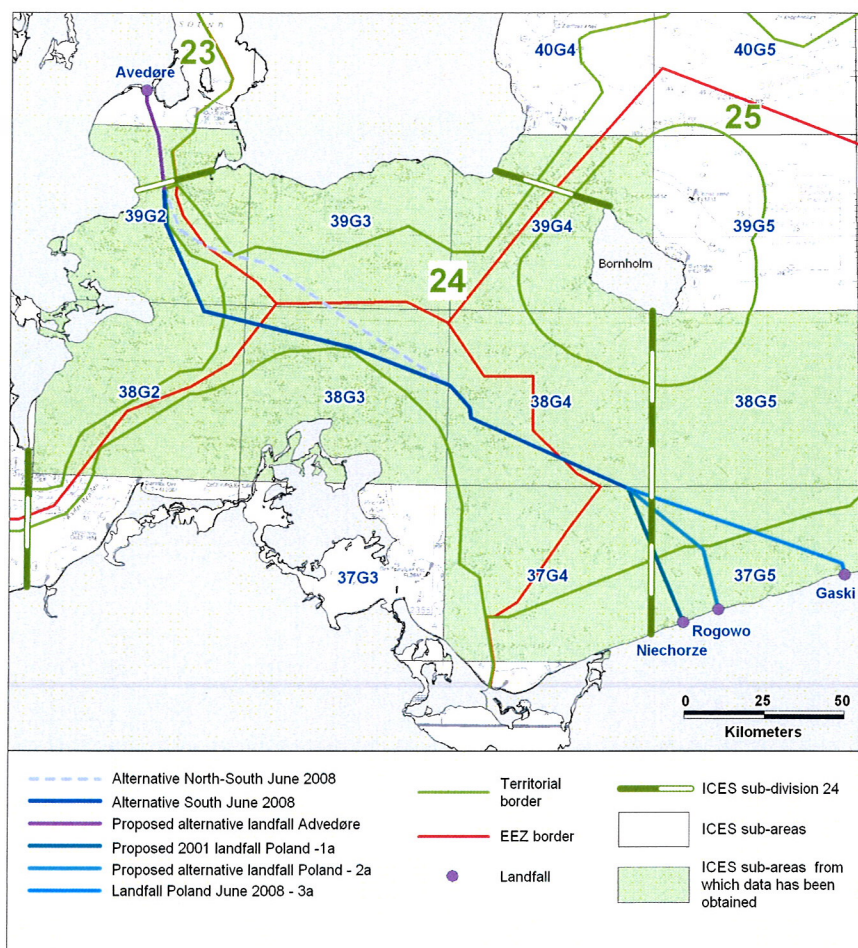 40G4
40G5
23
Avedøre
25
39G2
39G3
39G4
39G5
Bornholm
24
38G2
38G3
38G4
38G5
37G3
37G4
37G5
Gaski
Rogowo
Niechorze
0 25 50
Kilometers
Alternative North-South June 2008
Alternative South June 2008
Proposed alternative landfall Advedøre
Proposed 2001 landfall Poland -1a
Proposed alternative landfall Poland - 2a
Landfall Poland June 2008 - 3a
Territorial
border
EEZ border
Landfall
ICES sub-division 24
ICES sub-areas
ICES sub-areas from
which data has been
obtained